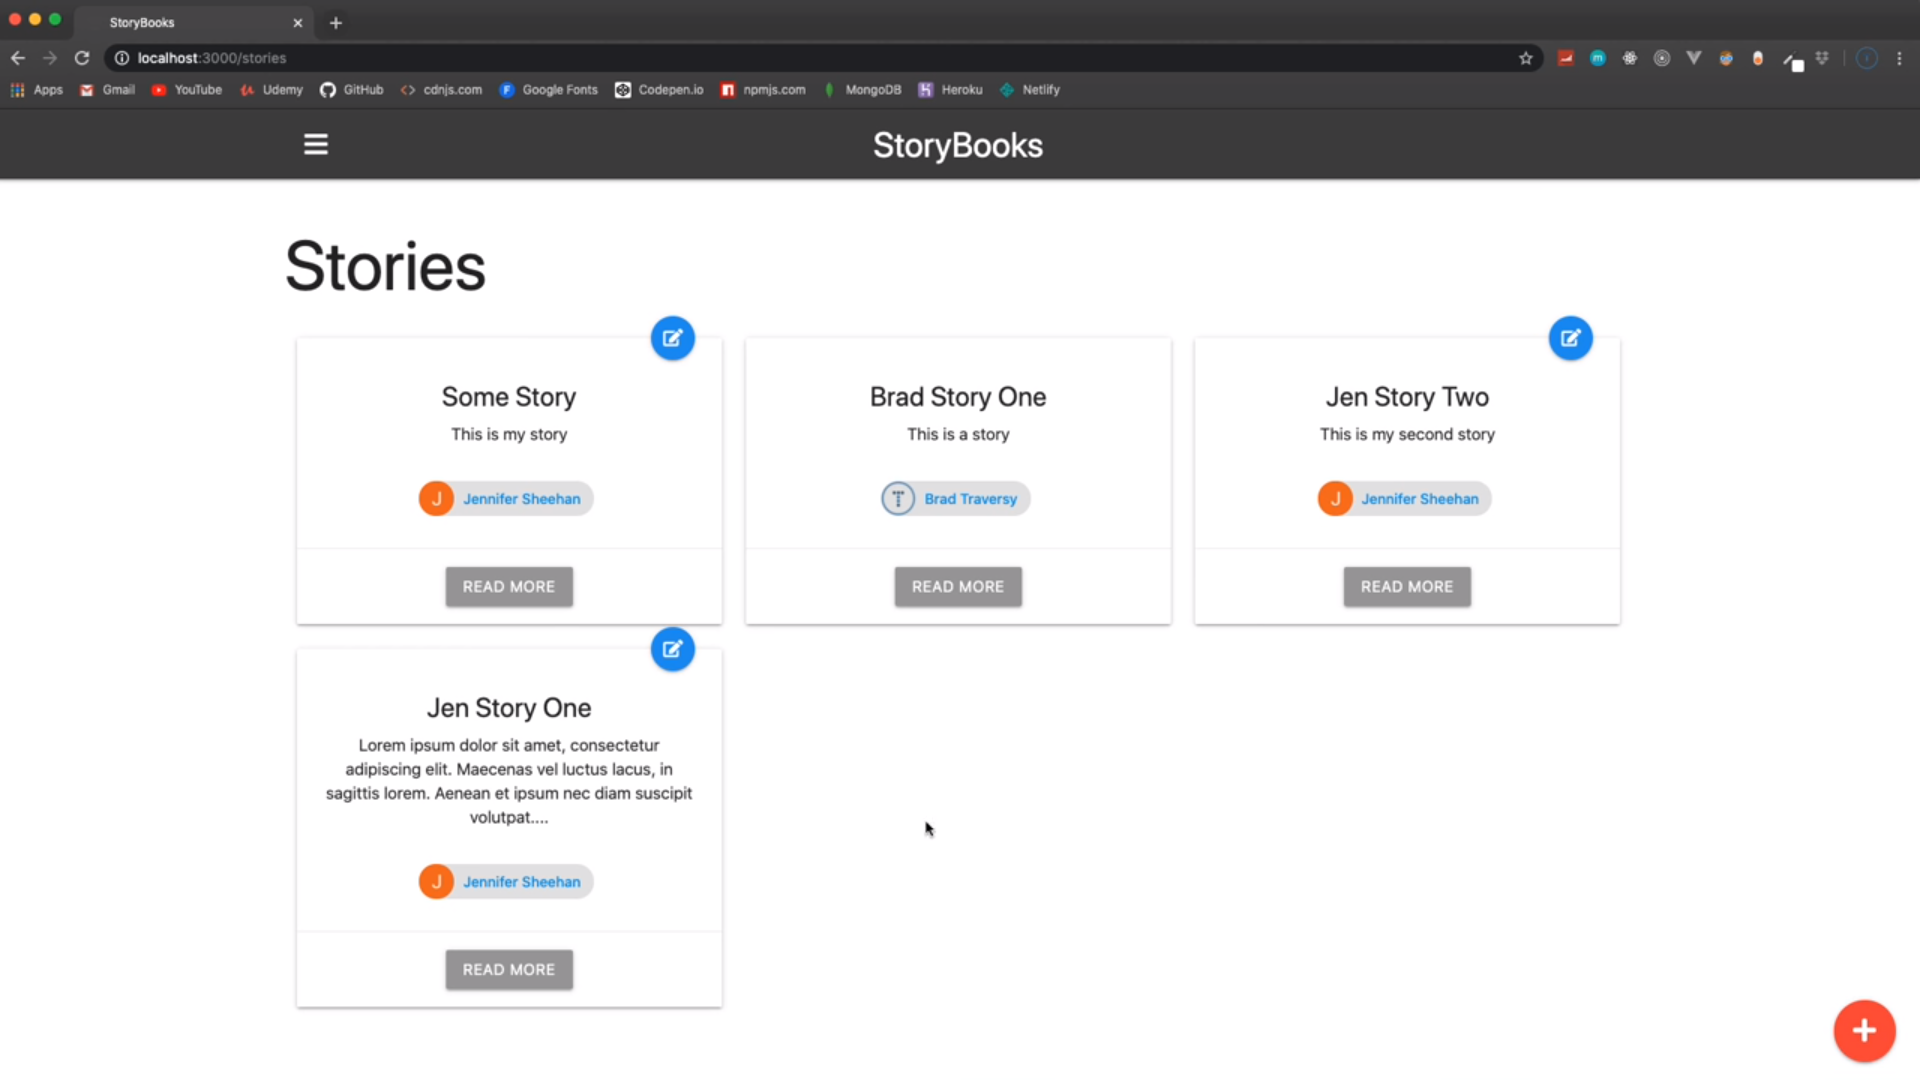 StoryBooks
localhost:3000/stories
Apps Gmail YouTube Udemy GitHub cdnjs.com Google Fonts Codepen.io npmjs.com MongoDB Heroku Netlify
StoryBooks
Stories
Some Story
This is my story
J Jennifer Sheehan
READ MORE
Brad Story One
This is a story
Brad Traversy
READ MORE
Jen Story Two
This is my second story
J Jennifer Sheehan
READ MORE
Jen Story One
Lorem ipsum dolor sit amet, consectetur
adipiscing elit. Maecenas vel luctus lacus, in
sagittis lorem. Aenean et ipsum nec diam suscipit
volutpat....
J Jennifer Sheehan
READ MORE